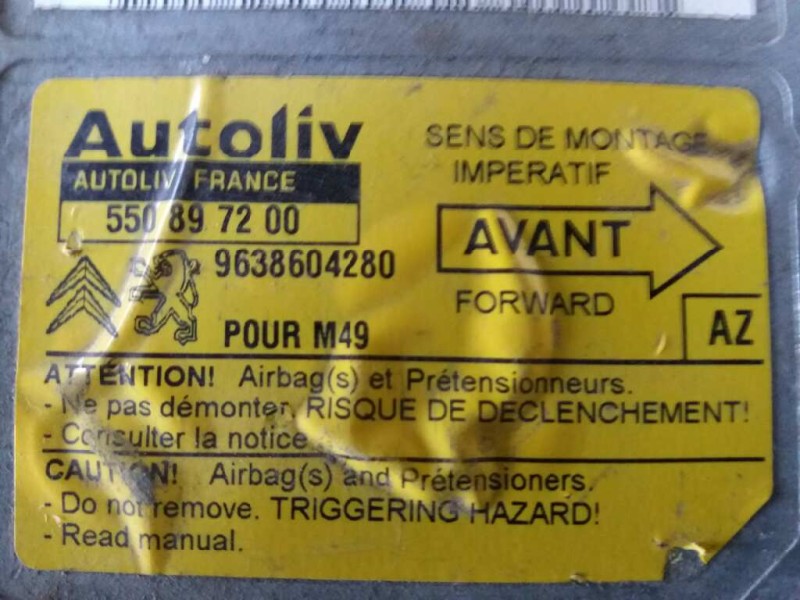 Autoliv
AUTOLIV FRANCE
550 89 72 00
9638604280
POUR M49
SENS DE MONTAGE
IMPERATIF
AVANT
FORWARD
AZ
ATTENTION! Airbag(s) et Prétensionneurs.
- Ne pas démonter. RISQUE DE DECLENCHEMENT!
- Consulter la notice
CAUTION! Airbag(s) and Prétensioners.
- Do not remove. TRIGGERING HAZARD!
- Read manual.